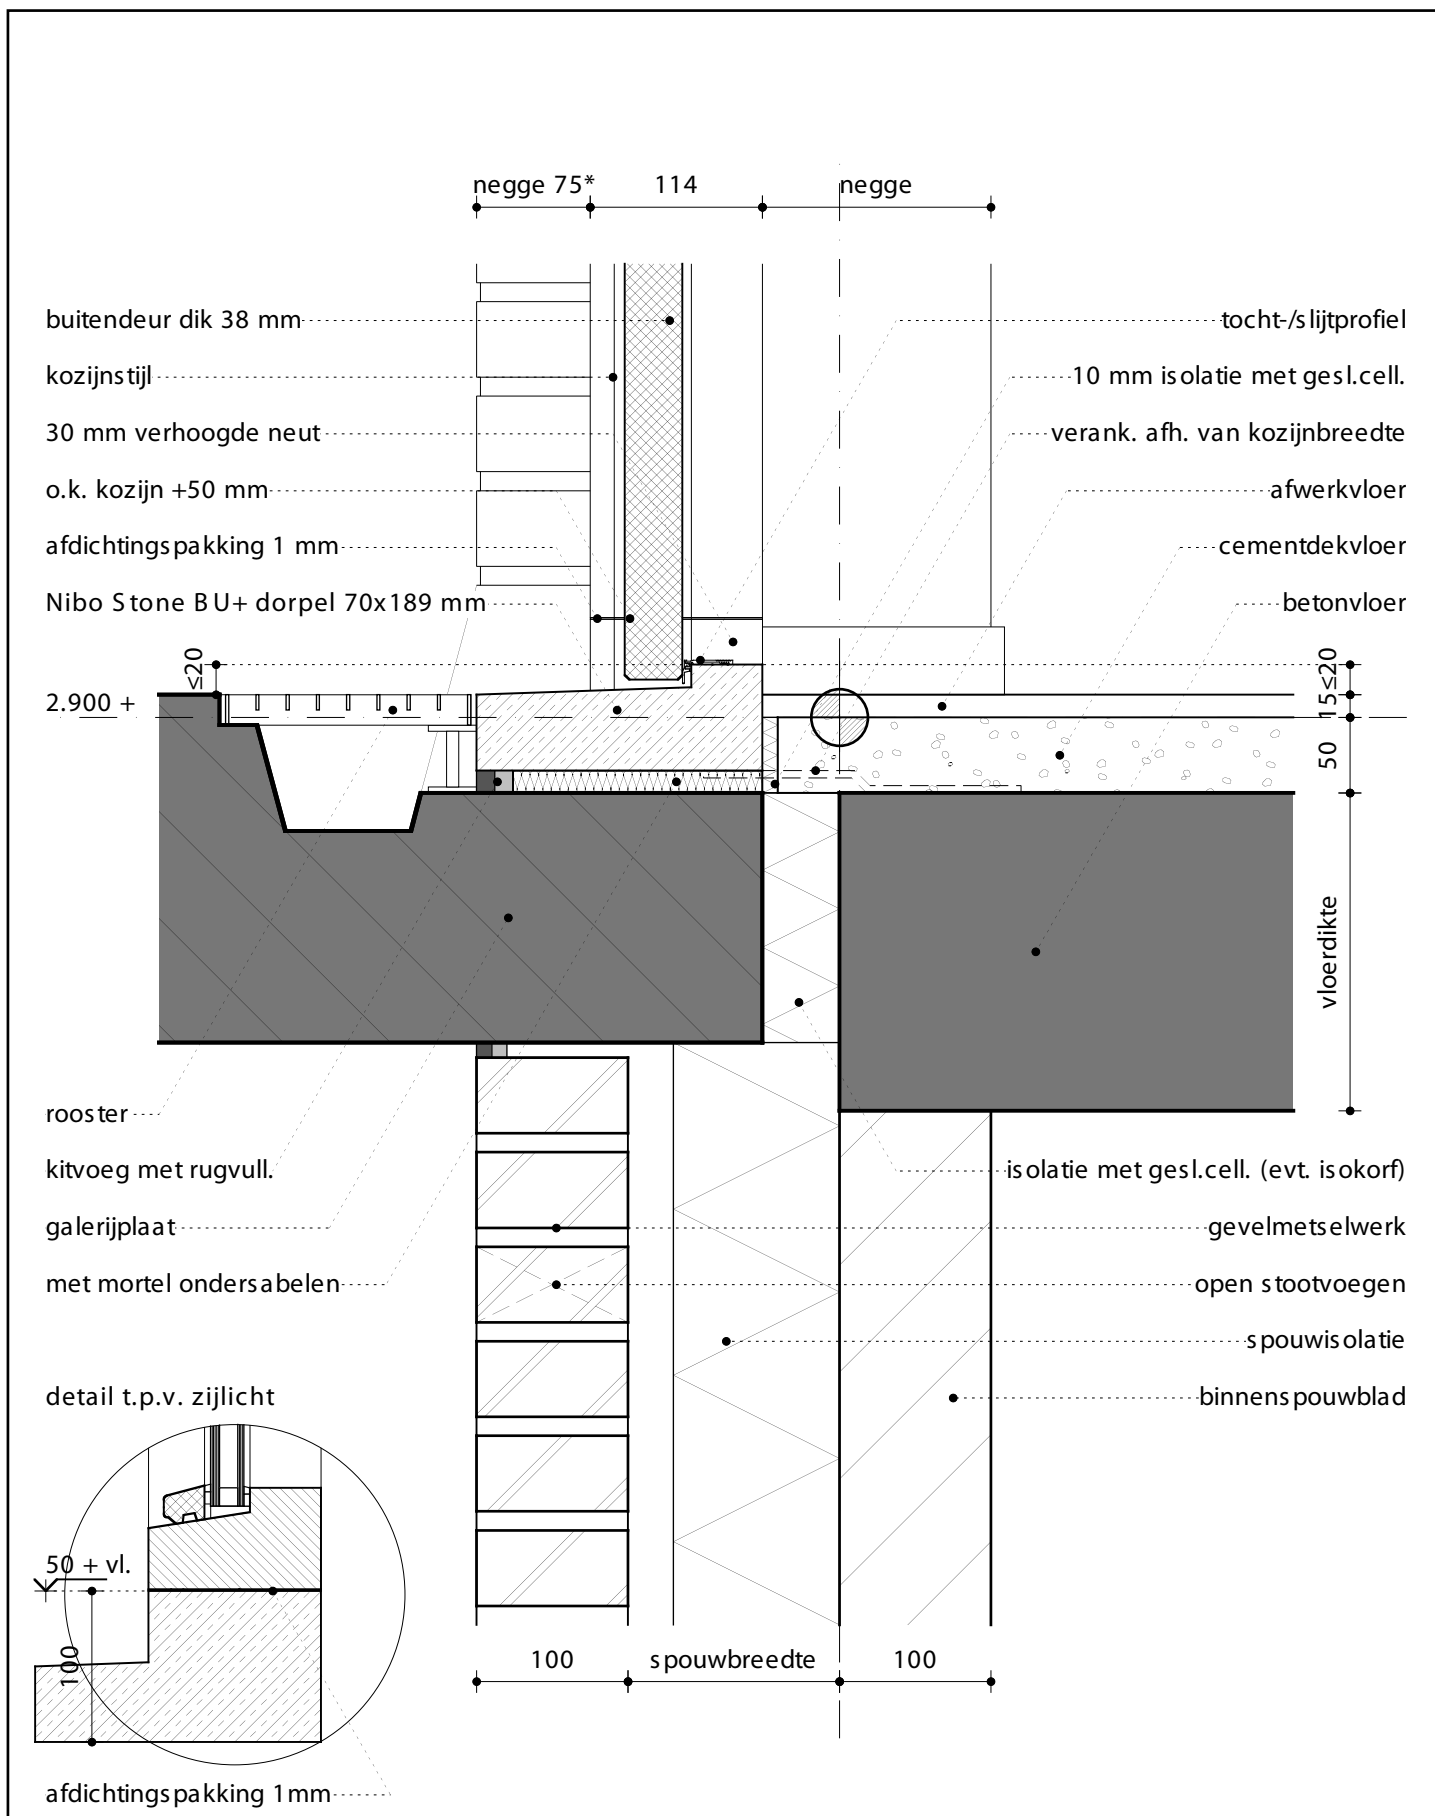 negge 75*
114
negge
buitendeur dik 38 mm
kozijnstijl
30 mm verhoogde neut
o.k. kozijn +50 mm
afdichtingspakking 1 mm
Nibo Stone BU+ dorpel 70x189 mm
tocht-/slijtprofiel
10 mm isolatie met gesl.cell.
verank. afh. van kozijnbreedte
afwerkvloer
cementdekvloer
betonvloer
≤20
2.900 +
≤20
15
50
vloerdikte
rooster
kitvoeg met rugvull.
galerijplaat
met mortel ondersabelen
isolatie met gesl.cell. (evt. isokorf)
gevelmetselwerk
open stootvoegen
spouwisolatie
binnenspouwblad
detail t.p.v. zijlicht
50 + vl.
100
afdichtingspakking 1mm
100
spouwbreedte
100